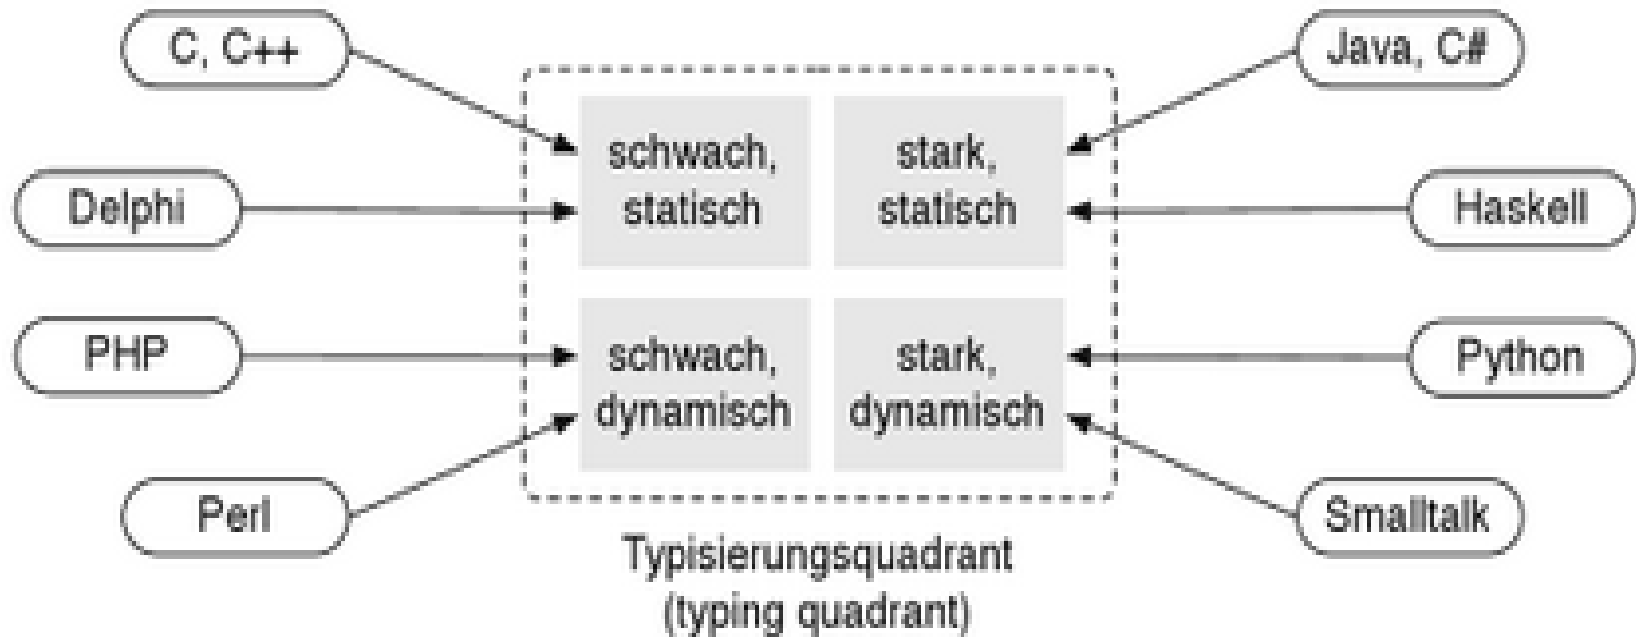 C, C++
Java, C#
schwach,
statisch
stark,
statisch
Delphi
Haskell
PHP
schwach,
dynamisch
stark,
dynamisch
Python
Perl
Smalltalk
Typisierungsquadrant
(typing quadrant)